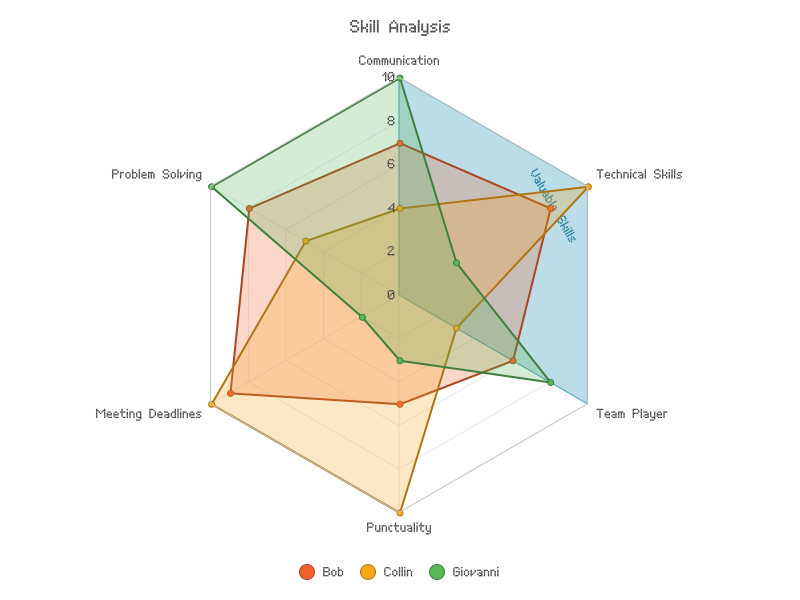 Skill Analysis
Communication
10
8
6
4
2
0
Technical Skills
Valuable Skills
Problem Solving
Meeting Deadlines
Team Player
Punctuality
Bob
Collin
Giovanni